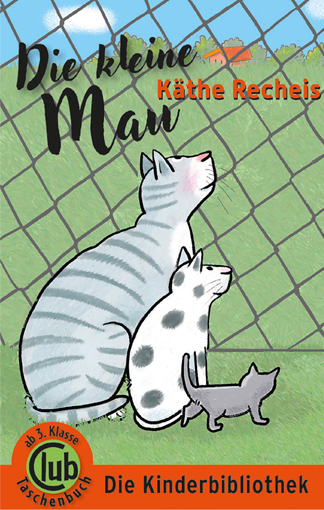 Die kleine
Mau
Käthe Recheis
ab 3. Klasse
Club
Taschenbuch
Die Kinderbibliothek